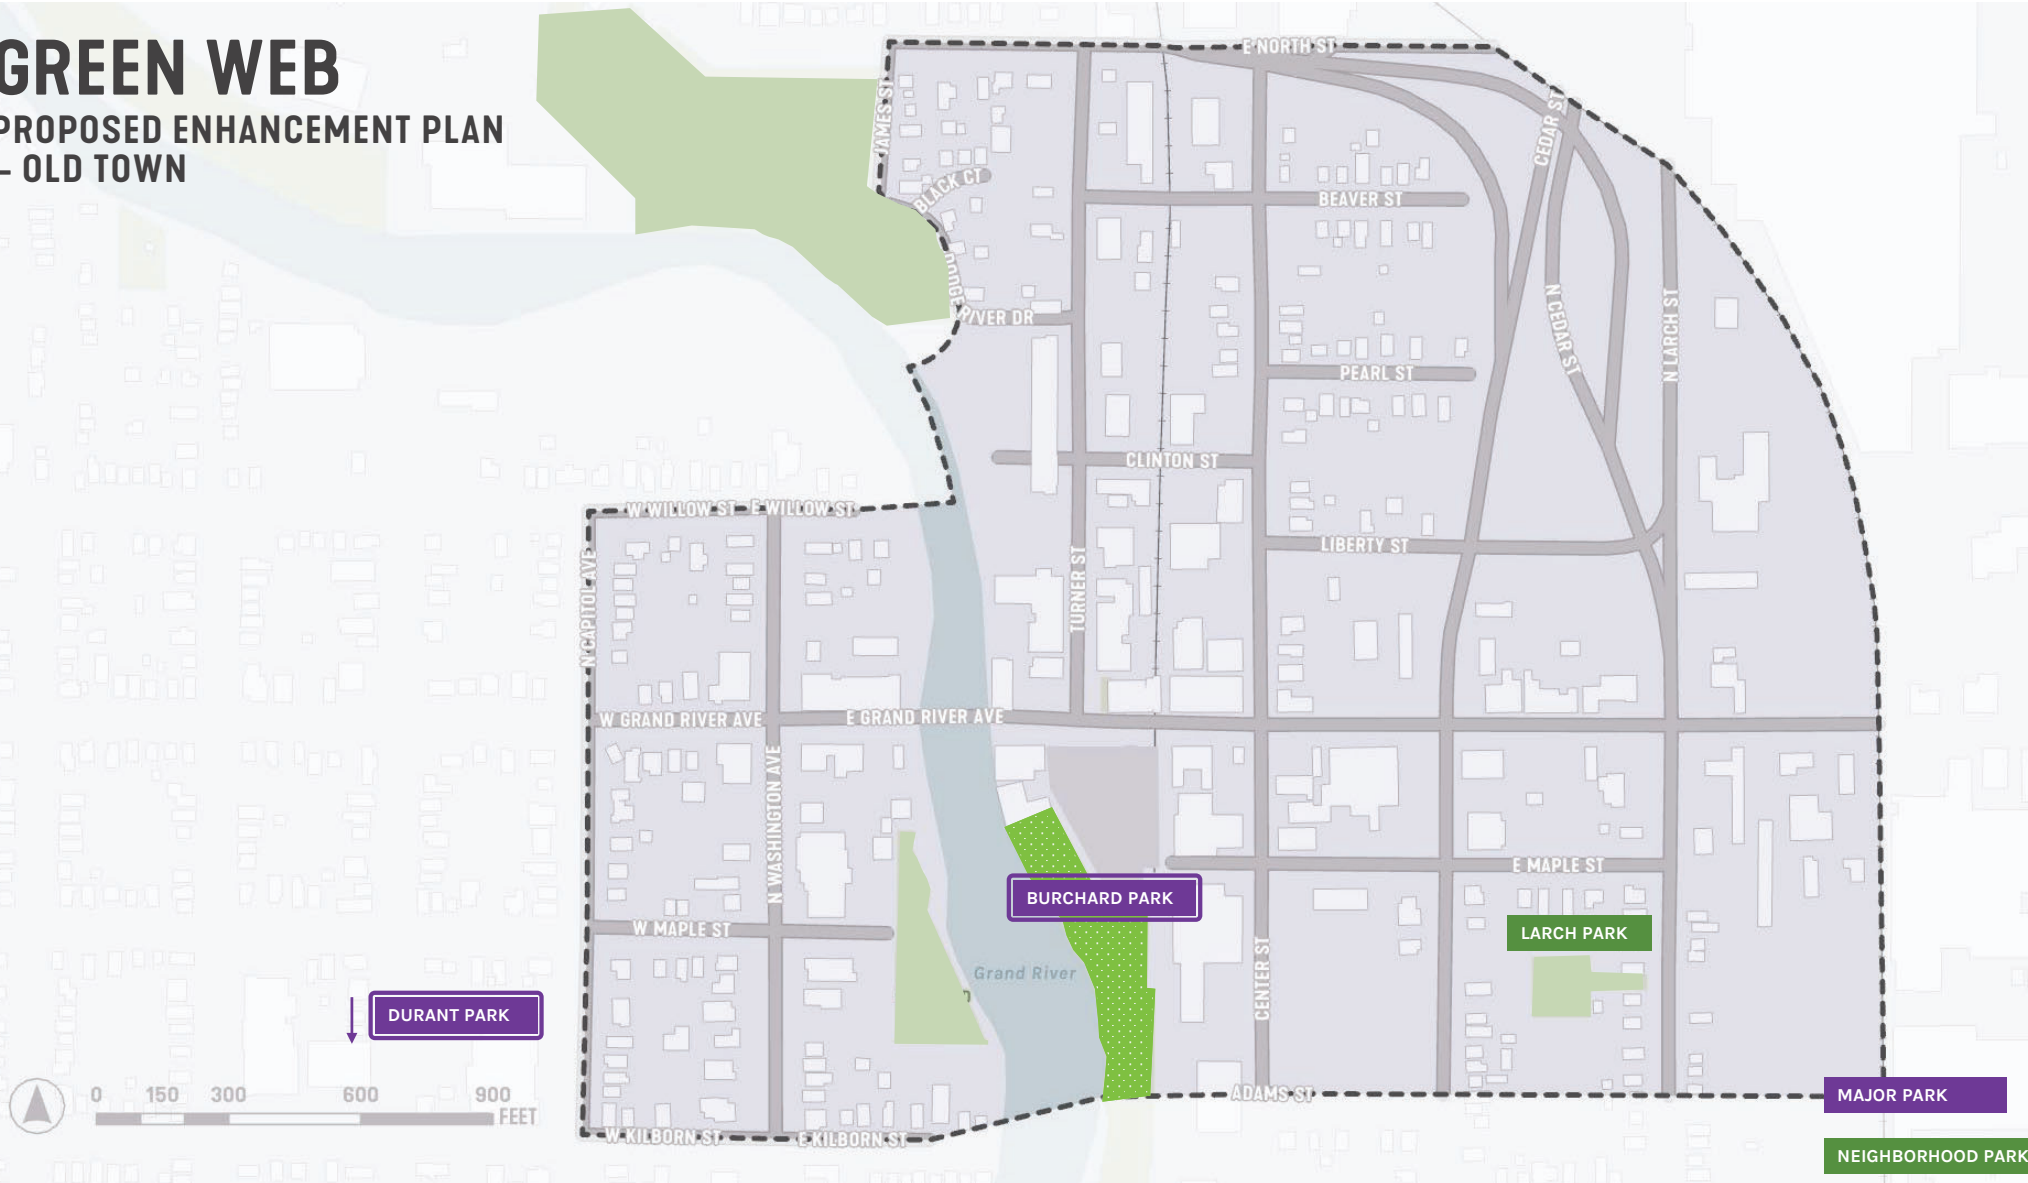 GREEN WEB
PROPOSED ENHANCEMENT PLAN
– OLD TOWN
E NORTH ST
JAMES ST
CEDAR ST
BLACK CT
BEAVER ST
DODGE
RIVER DR
N CEDAR ST
N LARCH ST
PEARL ST
CLINTON ST
W WILLOW ST
E WILLOW ST
LIBERTY ST
TURNER ST
N CAPITOL AVE
W GRAND RIVER AVE
E GRAND RIVER AVE
N WASHINGTON AVE
E MAPLE ST
BURCHARD PARK
W MAPLE ST
LARCH PARK
Grand River
CENTER ST
DURANT PARK
0 150 300 600 900
FEET
ADAMS ST
MAJOR PARK
W KILBORN ST
E KILBORN ST
NEIGHBORHOOD PARK